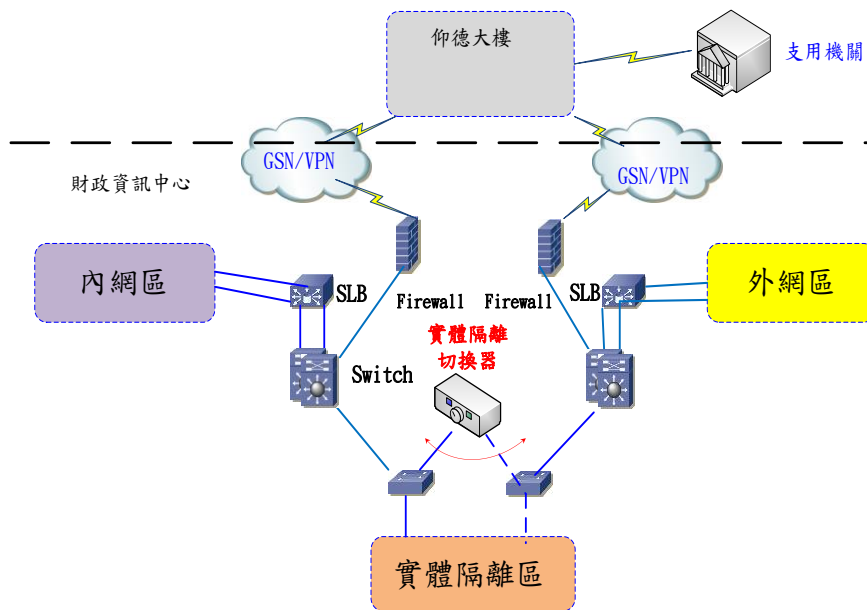 仰德大樓
支用機關
GSN/VPN
GSN/VPN
財政資訊中心
內網區
SLB
Firewall
Firewall
SLB
外網區
實體隔離
切換器
Switch
實體隔離區